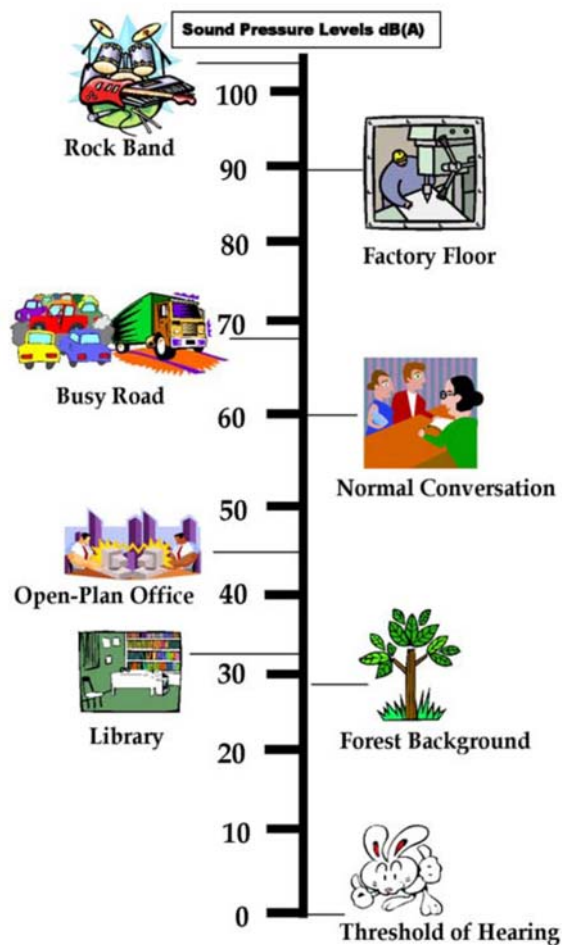 Sound Pressure Levels dB(A)
100
Rock Band
90
Factory Floor
80
70
Busy Road
60
Normal Conversation
50
Open-Plan Office
40
30
Library
Forest Background
20
10
0
Threshold of Hearing